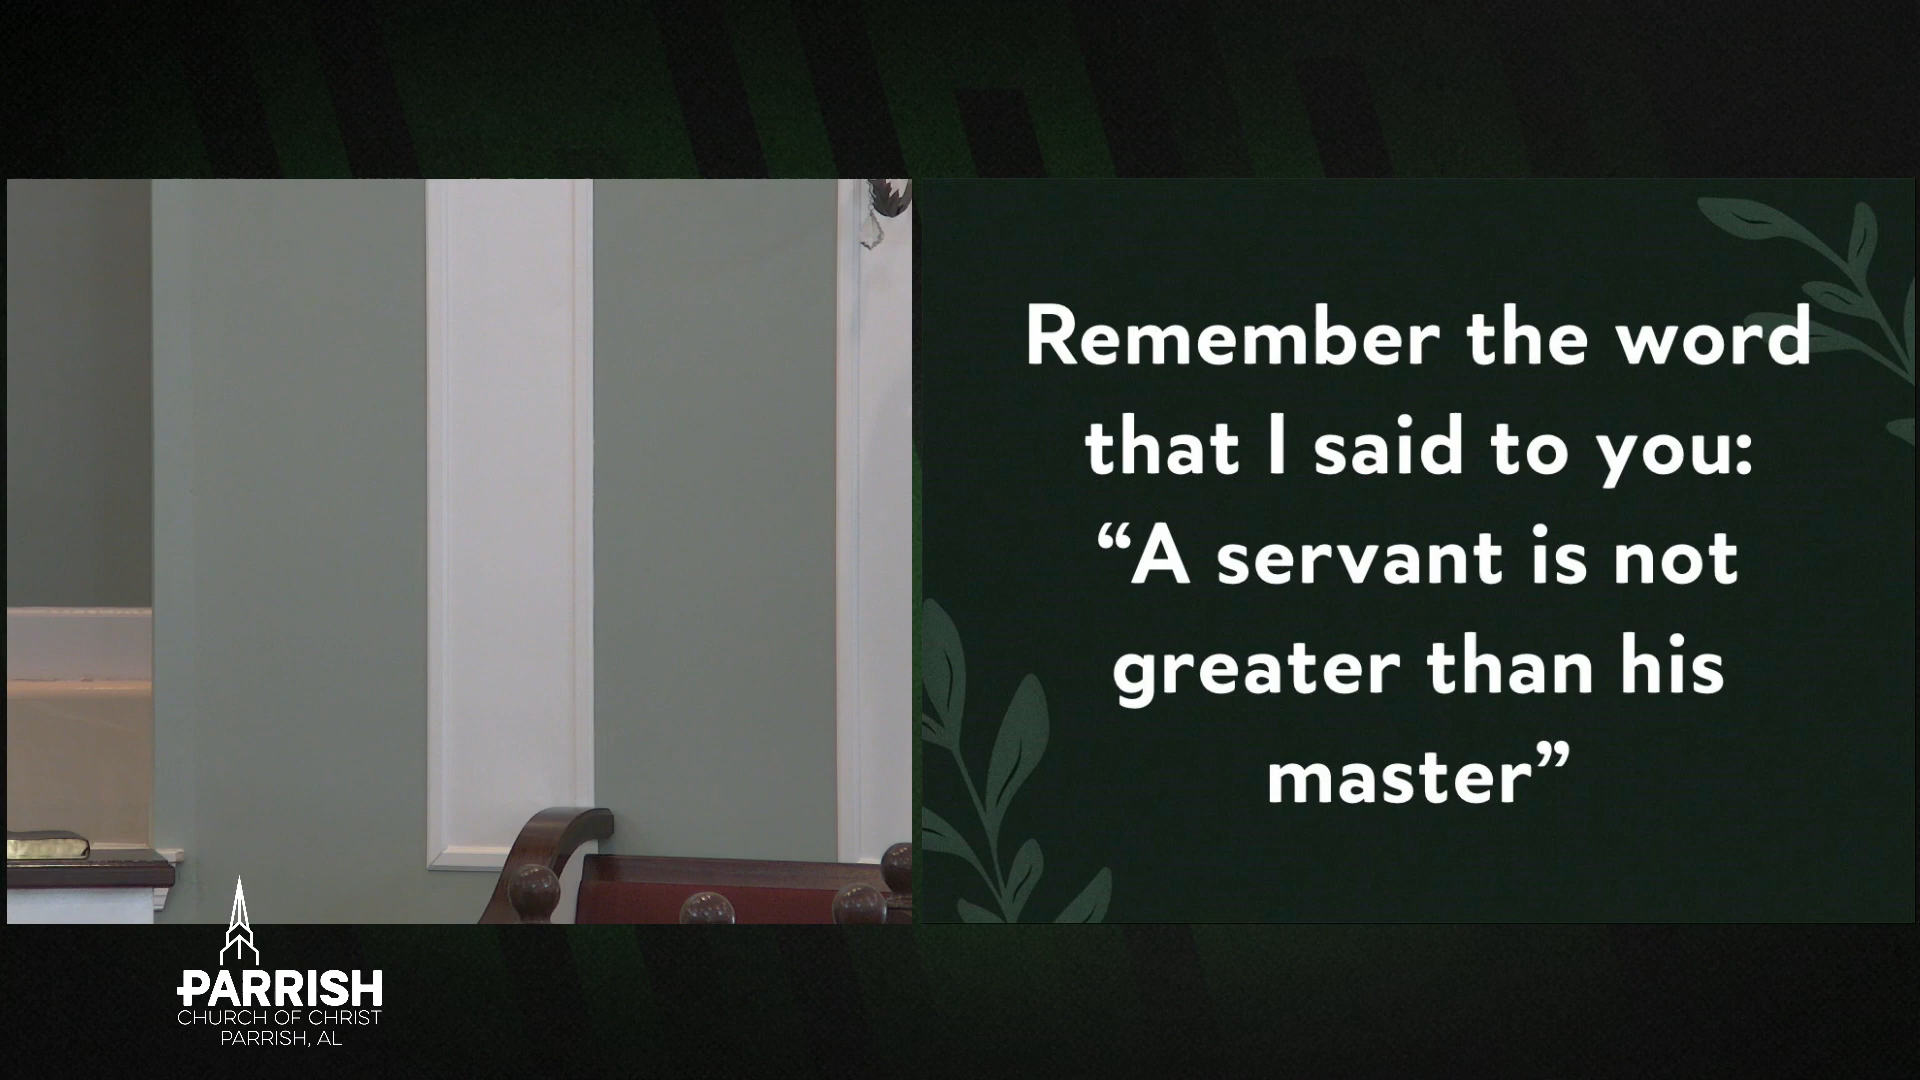 Remember the word
that I said to you:
“A servant is not
greater than his
master”
PARRISH
CHURCH OF CHRIST
PARRISH, AL